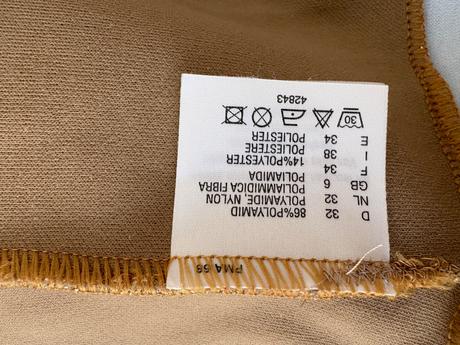 D 32 86%POLYAMID
NL 32 POLYAMIDE, NYLON
GB 6 POLIAMMIDICA FIBRA
F 34 POLIAMIDA
14%POLYESTER
I 38 POLIESTERE
E 34 POLIESTER
30
42843